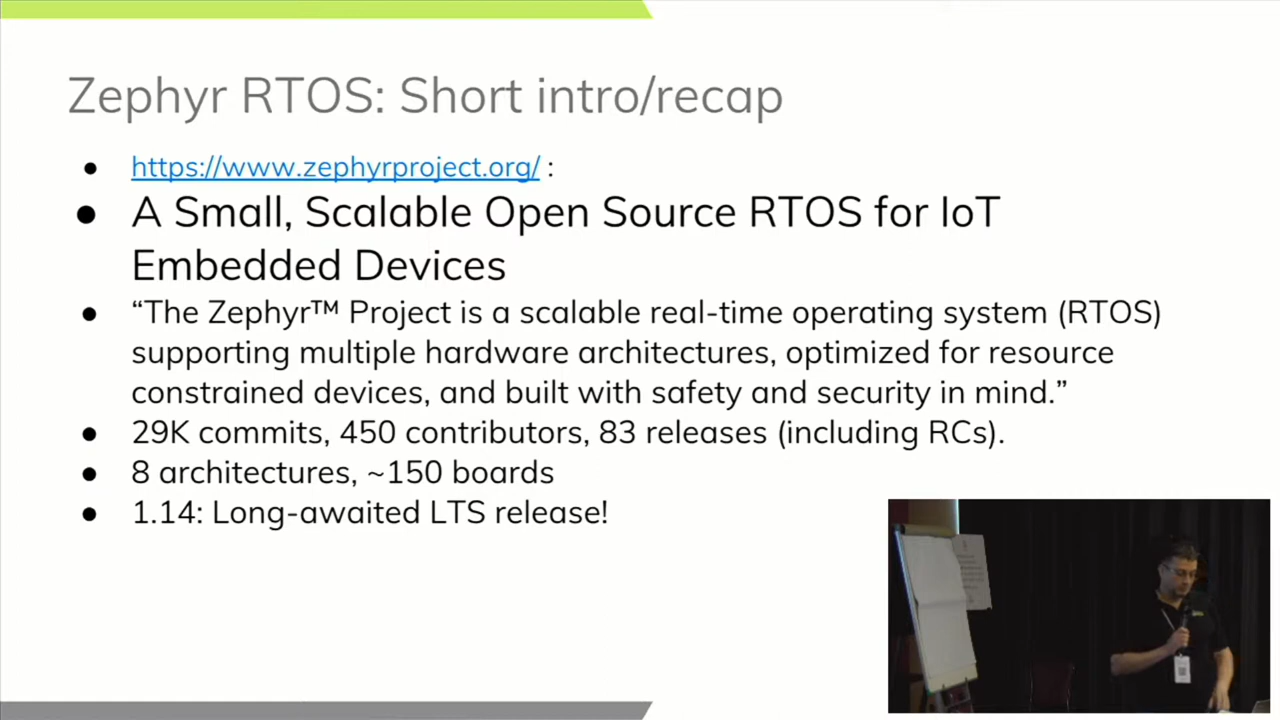 Zephyr RTOS: Short intro/recap
● https://www.zephyrproject.org/ :
● A Small, Scalable Open Source RTOS for IoT
Embedded Devices
● “The Zephyr™ Project is a scalable real-time operating system (RTOS)
supporting multiple hardware architectures, optimized for resource
constrained devices, and built with safety and security in mind.”
● 29K commits, 450 contributors, 83 releases (including RCs).
● 8 architectures, ~150 boards
● 1.14: Long-awaited LTS release!